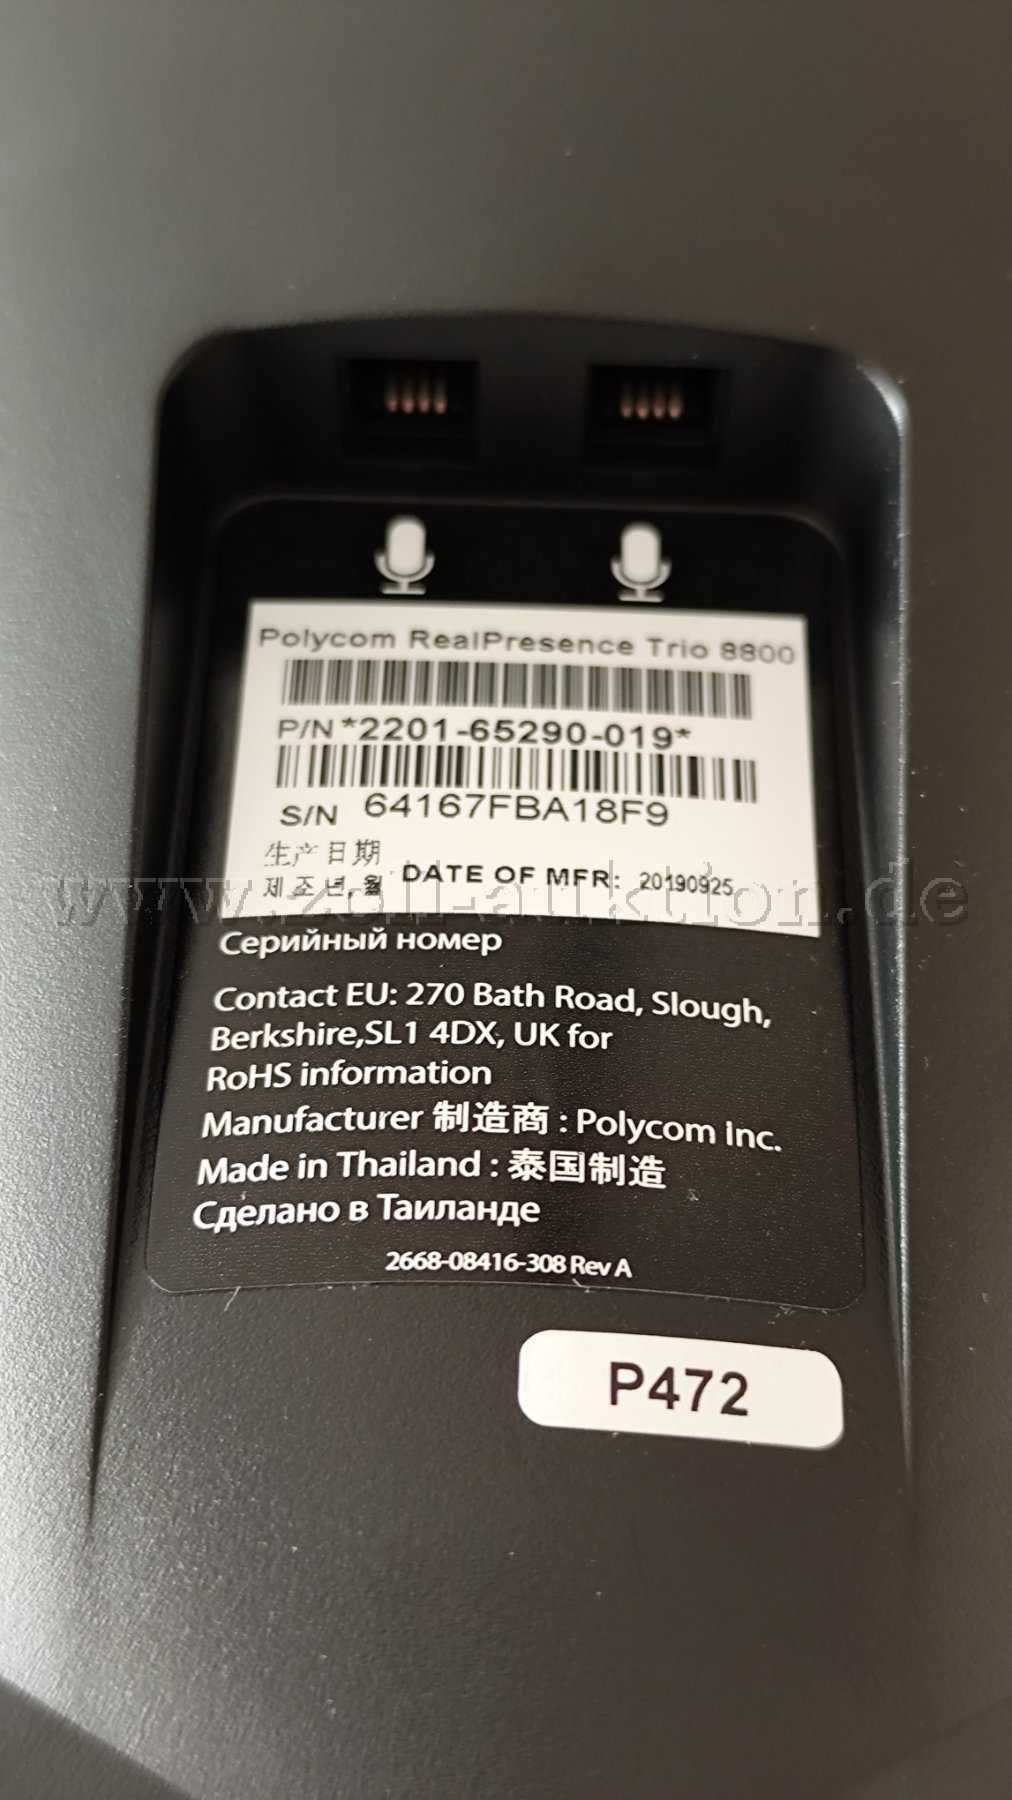 Polycom RealPresence Trio 8800
P/N *2201-65290-019*
S/N 64167FBA18F9
生产日期
제조년,월 DATE OF MFR: 20190925
www.zoll-auktion.de
Серийный номер
Contact EU: 270 Bath Road, Slough,
Berkshire,SL1 4DX, UK for
RoHS information
Manufacturer 制造商 : Polycom Inc.
Made in Thailand : 泰国制造
Сделано в Таиланде
2668-08416-308 Rev A
P472